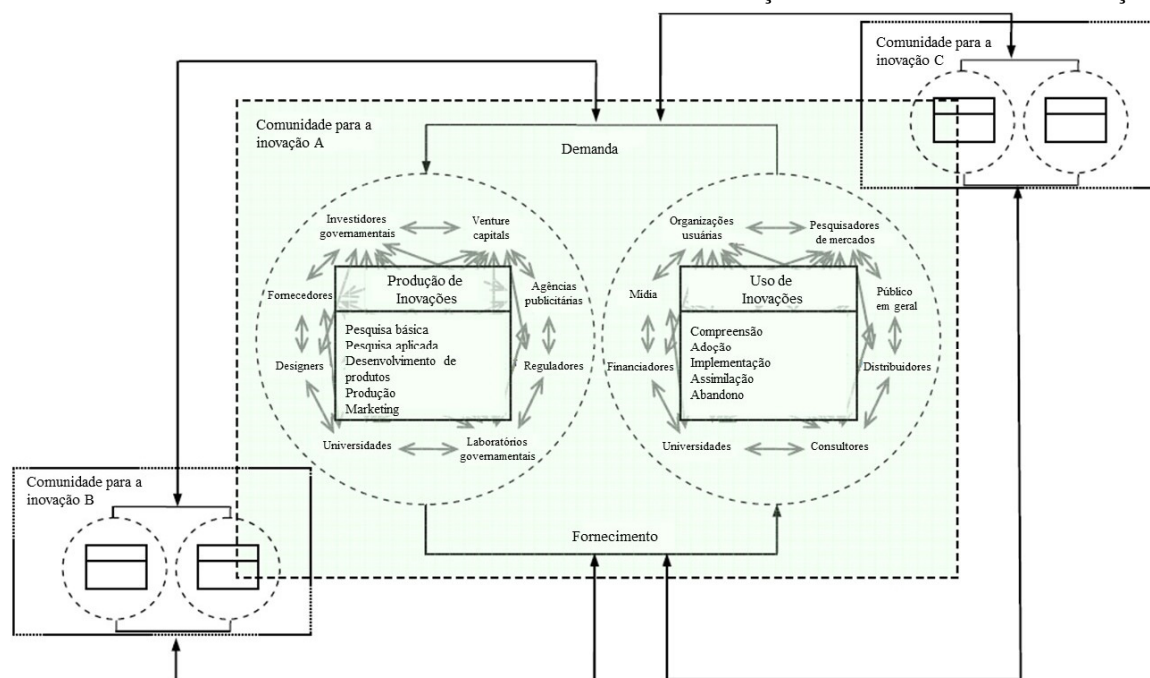 Comunidade para a
inovação C
Comunidade para a
inovação A
Demanda
Investidores
governamentais
Venture
capitals
Fornecedores
Agências
publicitárias
Produção de
Inovações
Pesquisa básica
Pesquisa aplicada
Desenvolvimento de
produtos
Produção
Marketing
Designers
Reguladores
Universidades
Laboratórios
governamentais
Organizações
usuárias
Pesquisadores
de mercados
Mídia
Público
em geral
Uso de
Inovações
Compreensão
Adoção
Implementação
Assimilação
Abandono
Financiadores
Distribuidores
Universidades
Consultores
Comunidade para a
inovação B
Fornecimento